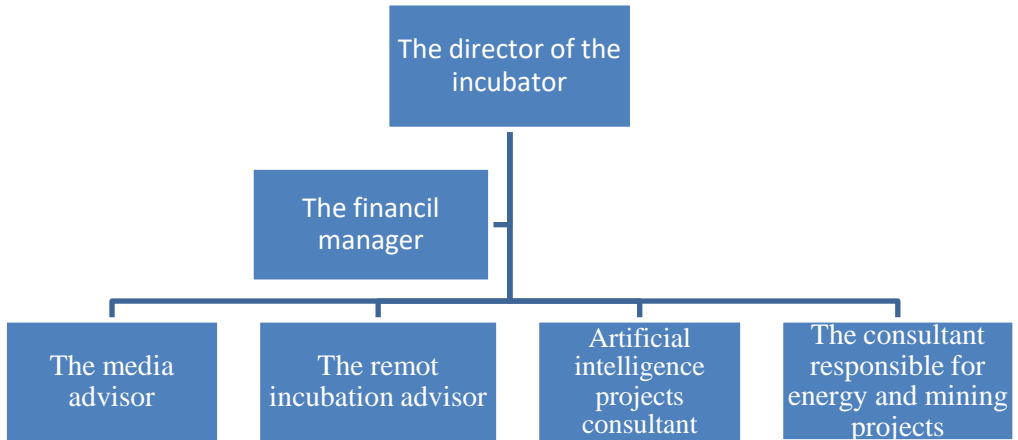 The director of the
incubator
The financil
manager
The media
advisor
The remot
incubation advisor
Artificial
intelligence
projects
consultant
The consultant
responsible for
energy and mining
projects